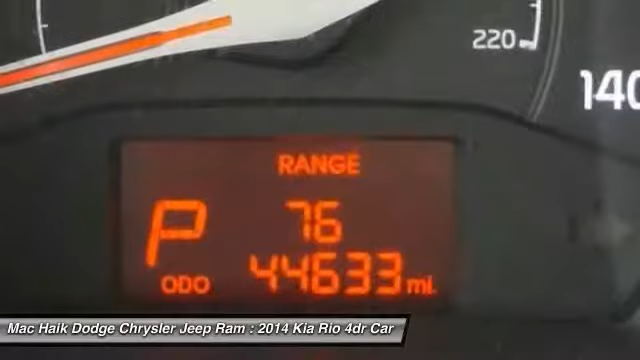 220
140
RANGE
P 76
ODO 44633 mi.
Mac Haik Dodge Chrysler Jeep Ram : 2014 Kia Rio 4dr Car